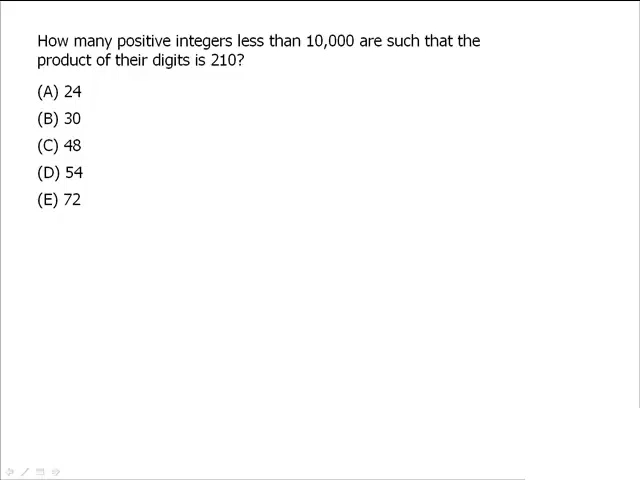 How many positive integers less than 10,000 are such that the
product of their digits is 210?
(A) 24
(B) 30
(C) 48
(D) 54
(E) 72